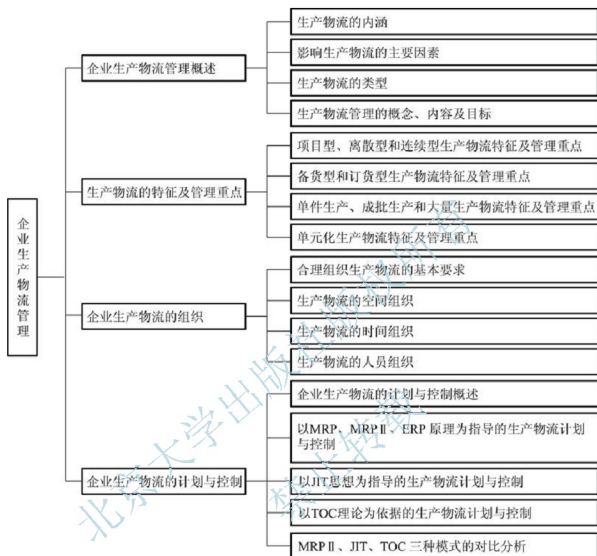 企业生产物流管理
企业生产物流管理概述
生产物流的内涵
影响生产物流的主要因素
生产物流的类型
生产物流管理的概念、内容及目标
生产物流的特征及管理重点
项目型、离散型和连续型生产物流特征及管理重点
备货型和订货型生产物流特征及管理重点
单件生产、成批生产和大量生产物流特征及管理重点
单元化生产物流特征及管理重点
企业生产物流的组织
合理组织生产物流的基本要求
生产物流的空间组织
生产物流的时间组织
生产物流的人员组织
企业生产物流的计划与控制
企业生产物流的计划与控制概述
以MRP、MRPⅡ、ERP 原理为指导的生产物流计划
与控制
以JIT思想为指导的生产物流计划与控制
以TOC理论为依据的生产物流计划与控制
MRPⅡ、JIT、TOC 三种模式的对比分析
北京大学出版社版权所有
禁止转载